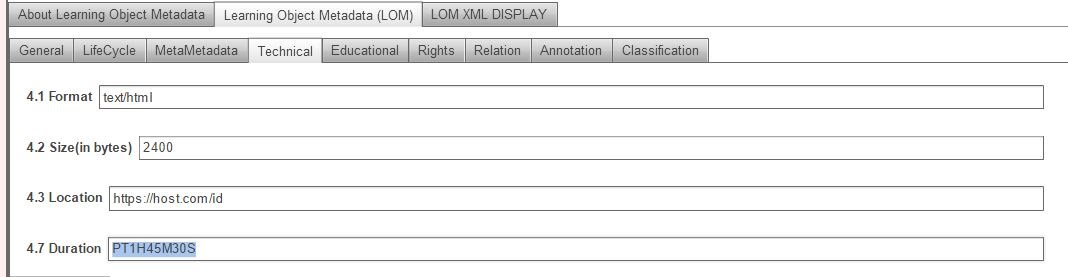 About Learning Object Metadata Learning Object Metadata (LOM) LOM XML DISPLAY
General LifeCycle MetaMetadata Technical Educational Rights Relation Annotation Classification
4.1 Format text/html
4.2 Size(in bytes) 2400
4.3 Location https://host.com/id
4.7 Duration PT1H45M30S